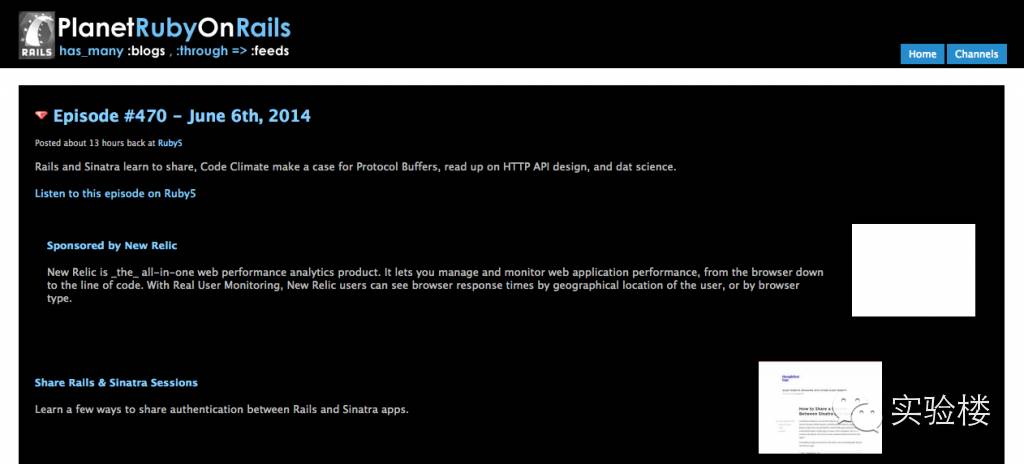 PlanetRubyOnRails
RAILS
has_many :blogs , :through => :feeds
Home
Channels
Episode #470 – June 6th, 2014
Posted about 13 hours back at Ruby5
Rails and Sinatra learn to share, Code Climate make a case for Protocol Buffers, read up on HTTP API design, and dat science.
Listen to this episode on Ruby5
Sponsored by New Relic
New Relic is _the_ all-in-one web performance analytics product. It lets you manage and monitor web application performance, from the browser down
to the line of code. With Real User Monitoring, New Relic users can see browser response times by geographical location of the user, or by browser
type.
Share Rails & Sinatra Sessions
Learn a few ways to share authentication between Rails and Sinatra apps.
How to Share a
Between Sinatra
实验楼